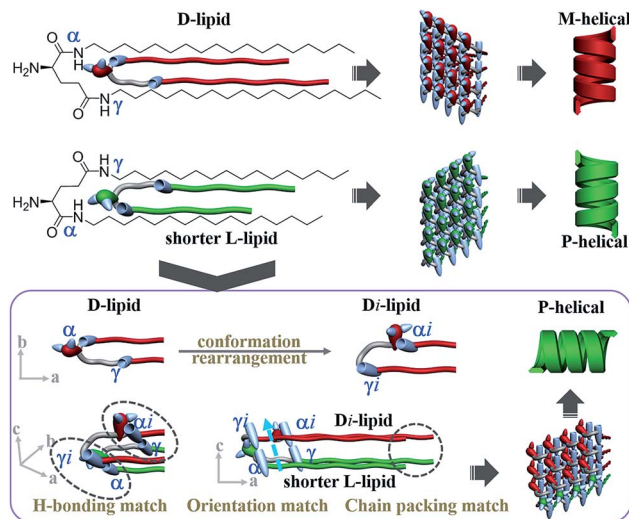 D-lipid
M-helical
α
O
N
H
H₂N
O
N
H
γ
γ
O
H
N
H₂N
O
N
H
α
shorter L-lipid
P-helical
D-lipid
Di-lipid
P-helical
α
conformation
rearrangement
αi
b
a
γ
γi
c
b
a
γi
αi
γ
α
c
a
γi
αi
Di-lipid
α
γ
shorter L-lipid
H-bonding match
Orientation match
Chain packing match